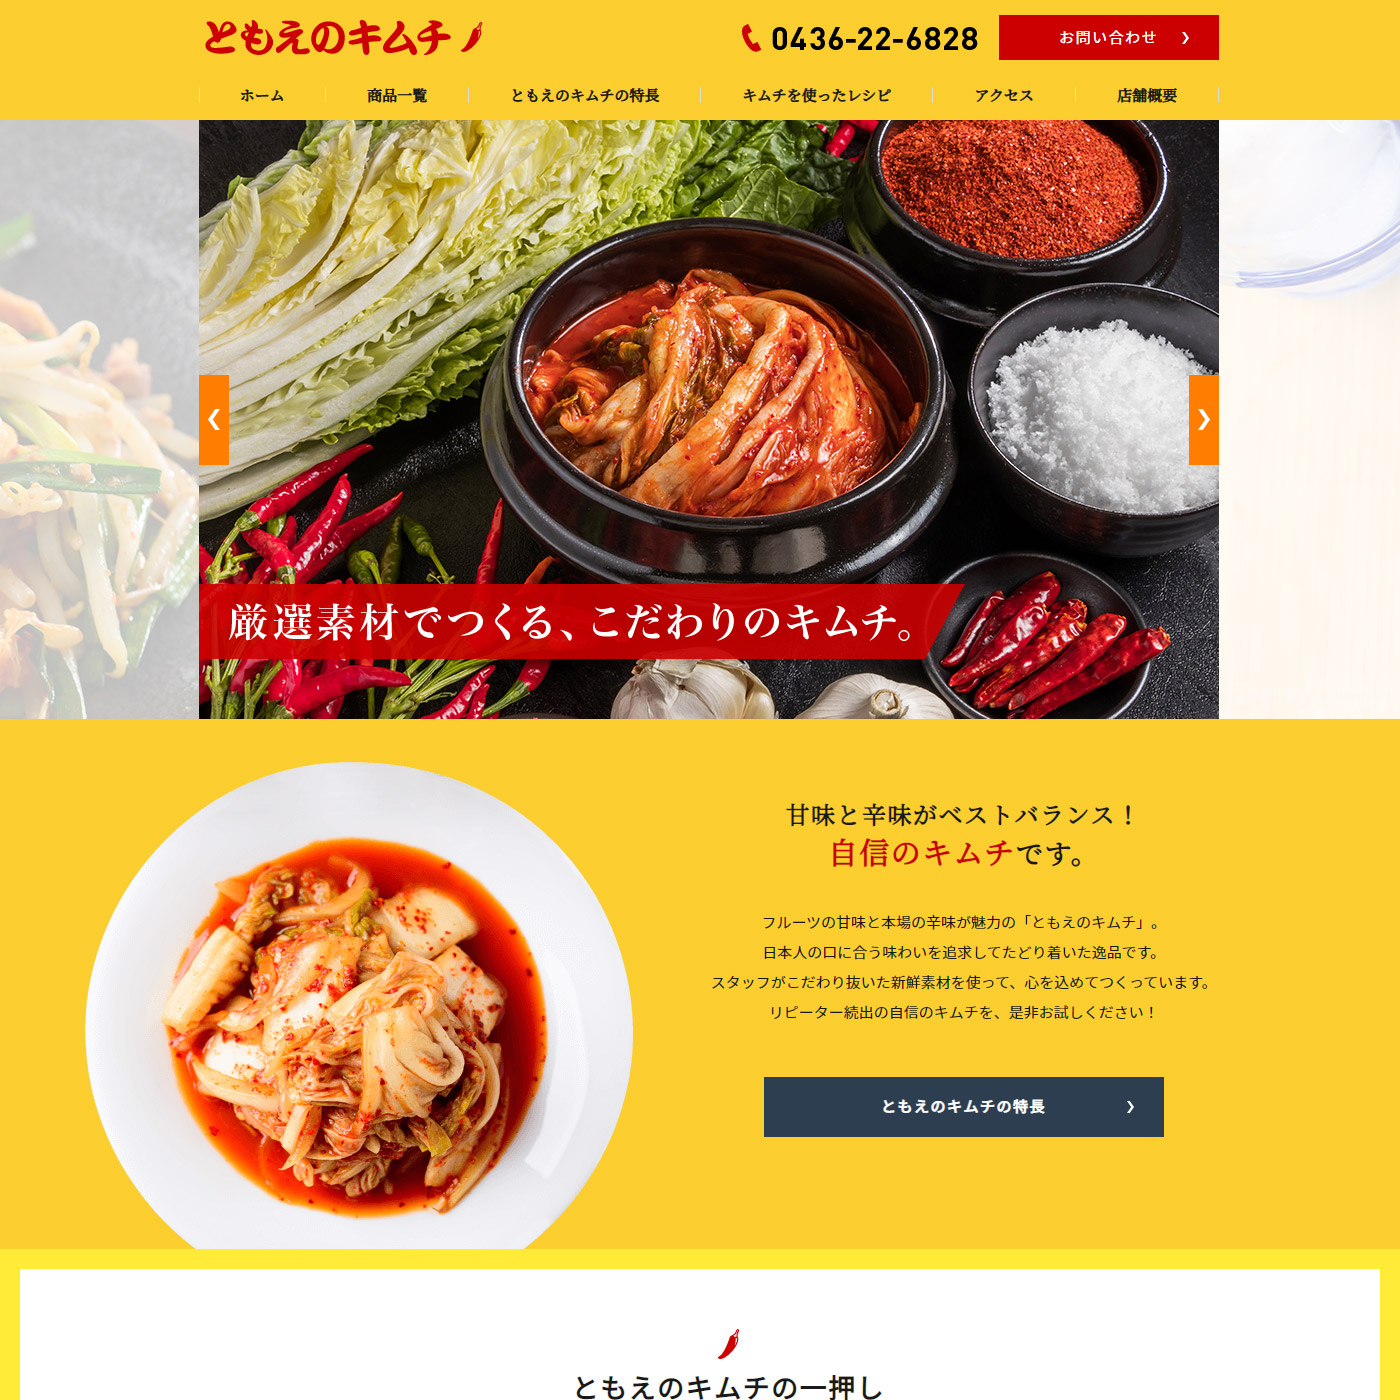 ともえのキムチ
0436-22-6828
お問い合わせ
ホーム
商品一覧
ともえのキムチの特長
キムチを使ったレシピ
アクセス
店舗概要
厳選素材でつくる、こだわりのキムチ。
甘味と辛味がベストバランス！
自信のキムチです。
フルーツの甘味と本場の辛味が魅力の「ともえのキムチ」。
日本人の口に合う味わいを追求してたどり着いた逸品です。
スタッフがこだわり抜いた新鮮素材を使って、心を込めてつくっています。
リピーター続出の自信のキムチを、是非お試しください！
ともえのキムチの特長
ともえのキムチの一押し